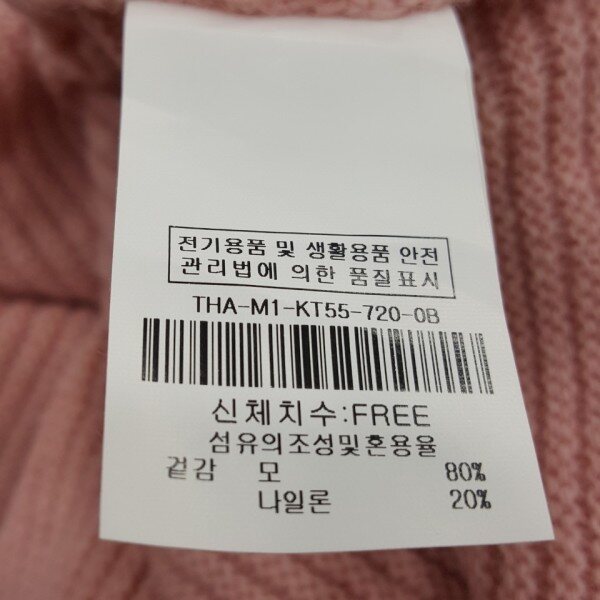 전기용품 및 생활용품 안전
관리법에 의한 품질표시
THA-M1-KT55-720-0B
신체치수:FREE
섬유의조성및혼용율
겉감 모 80%
나일론 20%